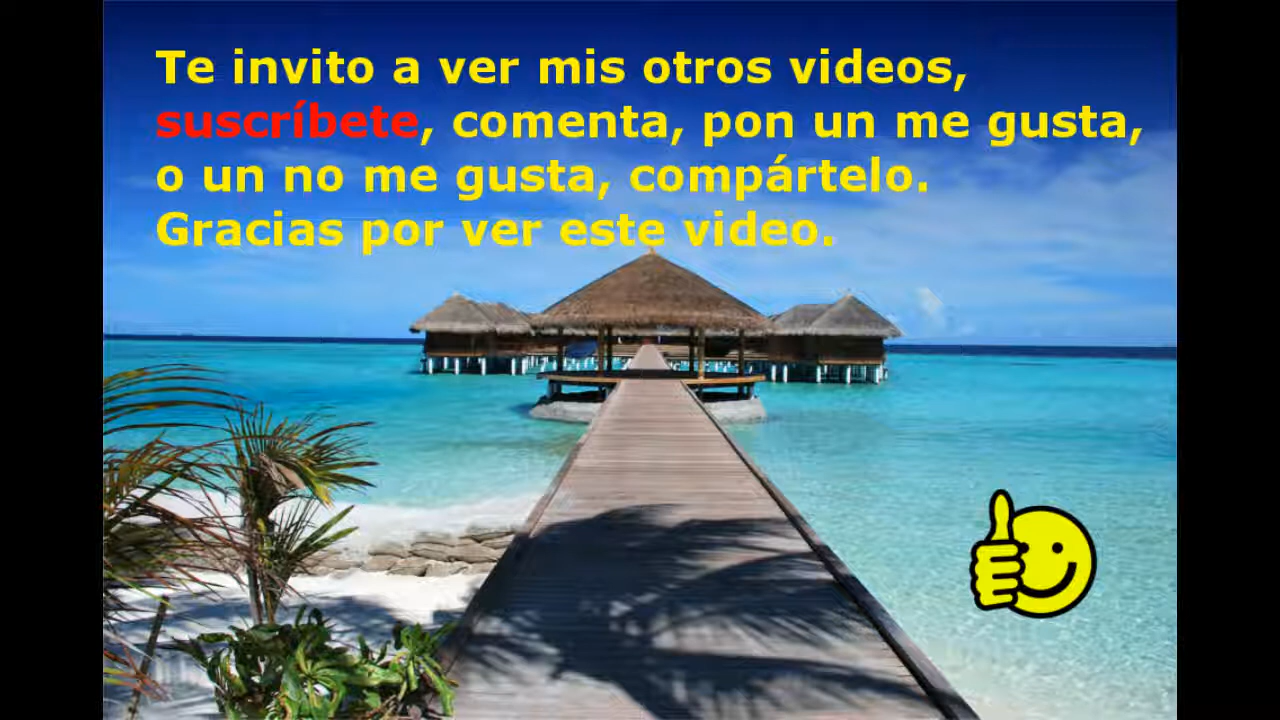 Te invito a ver mis otros videos,
suscríbete, comenta, pon un me gusta,
o un no me gusta, compártelo.
Gracias por ver este video.